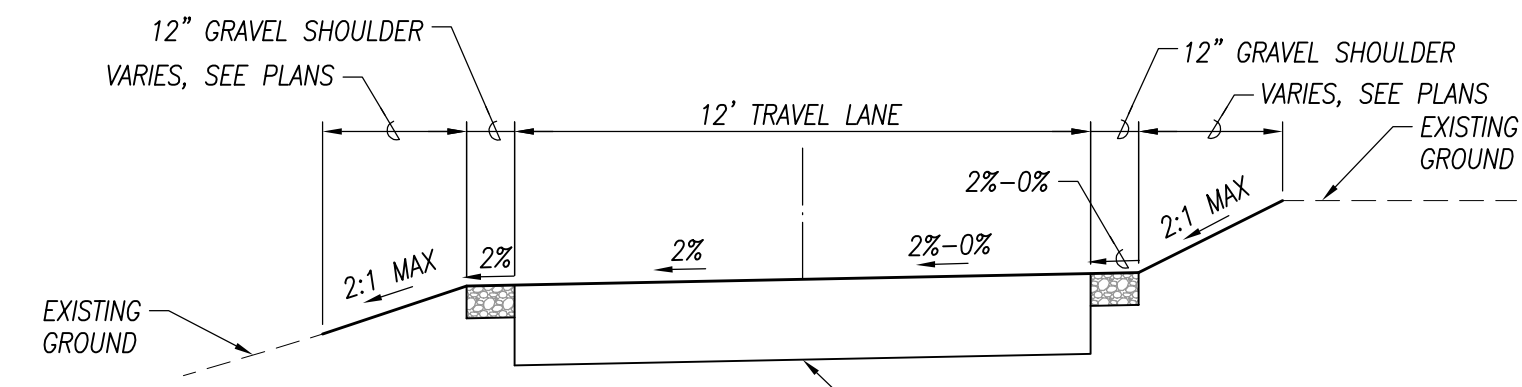 12" GRAVEL SHOULDER
VARIES, SEE PLANS
12' TRAVEL LANE
12" GRAVEL SHOULDER
VARIES, SEE PLANS
EXISTING
GROUND
2%-0%
2:1 MAX
2%-0%
2%
2%
2:1 MAX
EXISTING
GROUND